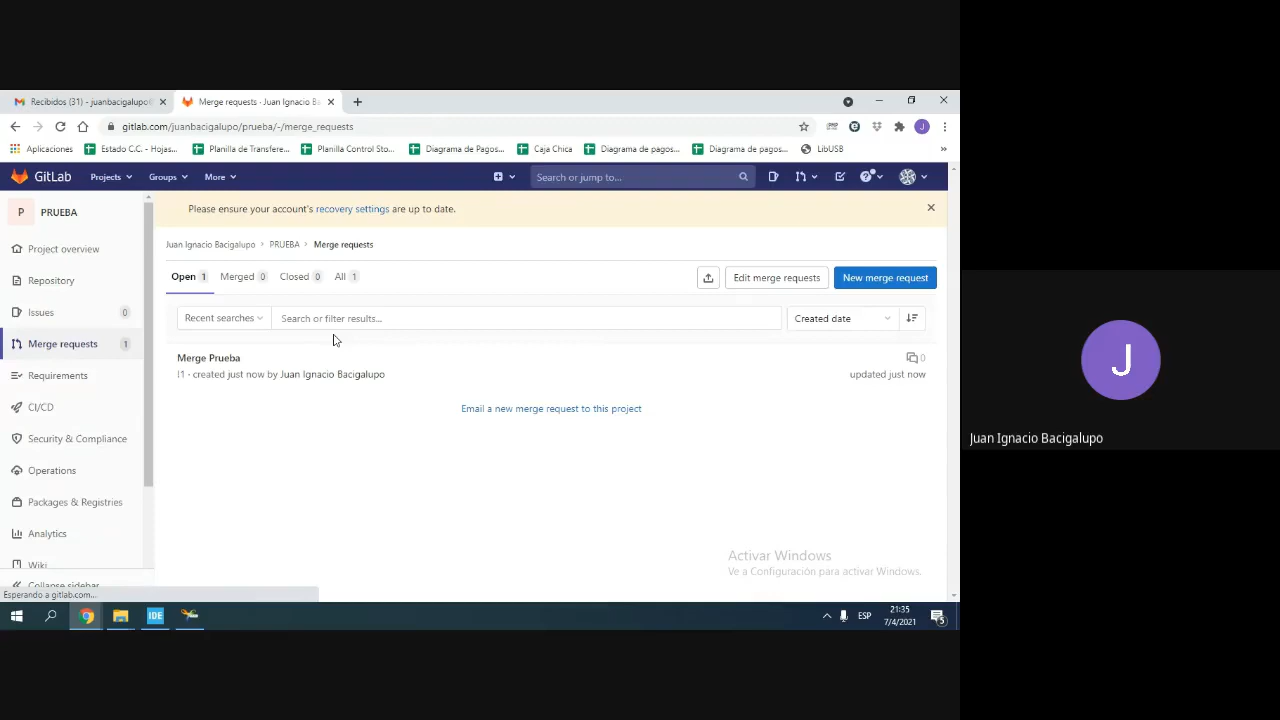 Recibidos (31) - juanbacigalupo@
Merge requests · Juan Ignacio Ba
gitlab.com/juanbacigalupo/prueba/-/merge_requests
J
Aplicaciones
Estado C.C. - Hojas...
Planilla de Transfere...
Planilla Control Sto...
Diagrama de Pagos...
Caja Chica
Diagrama de pagos...
Diagrama de pagos...
LibUSB
»
GitLab
Projects
Groups
More
Search or jump to...
P
PRUEBA
Please ensure your account's recovery settings are up to date.
Project overview
Juan Ignacio Bacigalupo > PRUEBA > Merge requests
Repository
Open 1
Merged 0
Closed 0
All 1
Edit merge requests
New merge request
Issues 0
Recent searches
Search or filter results...
Created date
Merge requests 1
Merge Prueba
0
!1 · created just now by Juan Ignacio Bacigalupo
updated just now
Requirements
CI/CD
Email a new merge request to this project
Security & Compliance
Operations
Packages & Registries
Analytics
Wiki
Collapse sidebar
Activar Windows
Ve a Configuración para activar Windows.
Esperando a gitlab.com...
IDE
ESP
21:35
7/4/2021
5
J
Juan Ignacio Bacigalupo